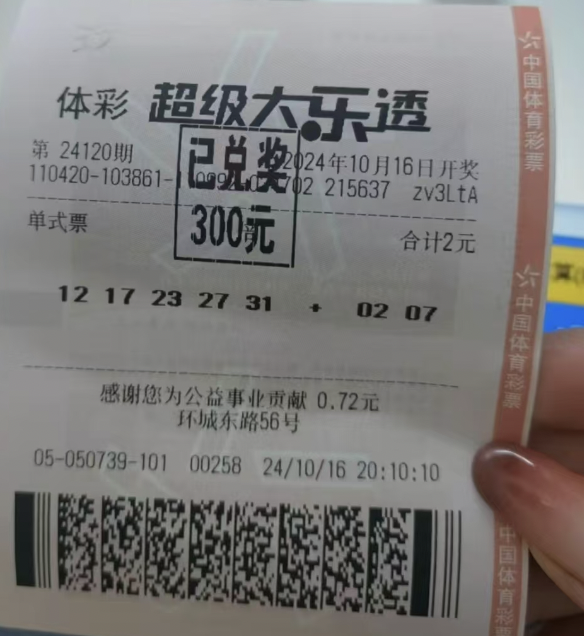 体彩 超级大乐透
第 24120期 2024年10月16日开奖
110420-103861- 702 215637 zv3LtA
已兑奖
300元
单式票 合计2元
12 17 23 27 31 + 02 07
感谢您为公益事业贡献 0.72元
环城东路56号
05-050739-101 00258 24/10/16 20:10:10
中国体育彩票
中国体育彩票
中国体育彩票